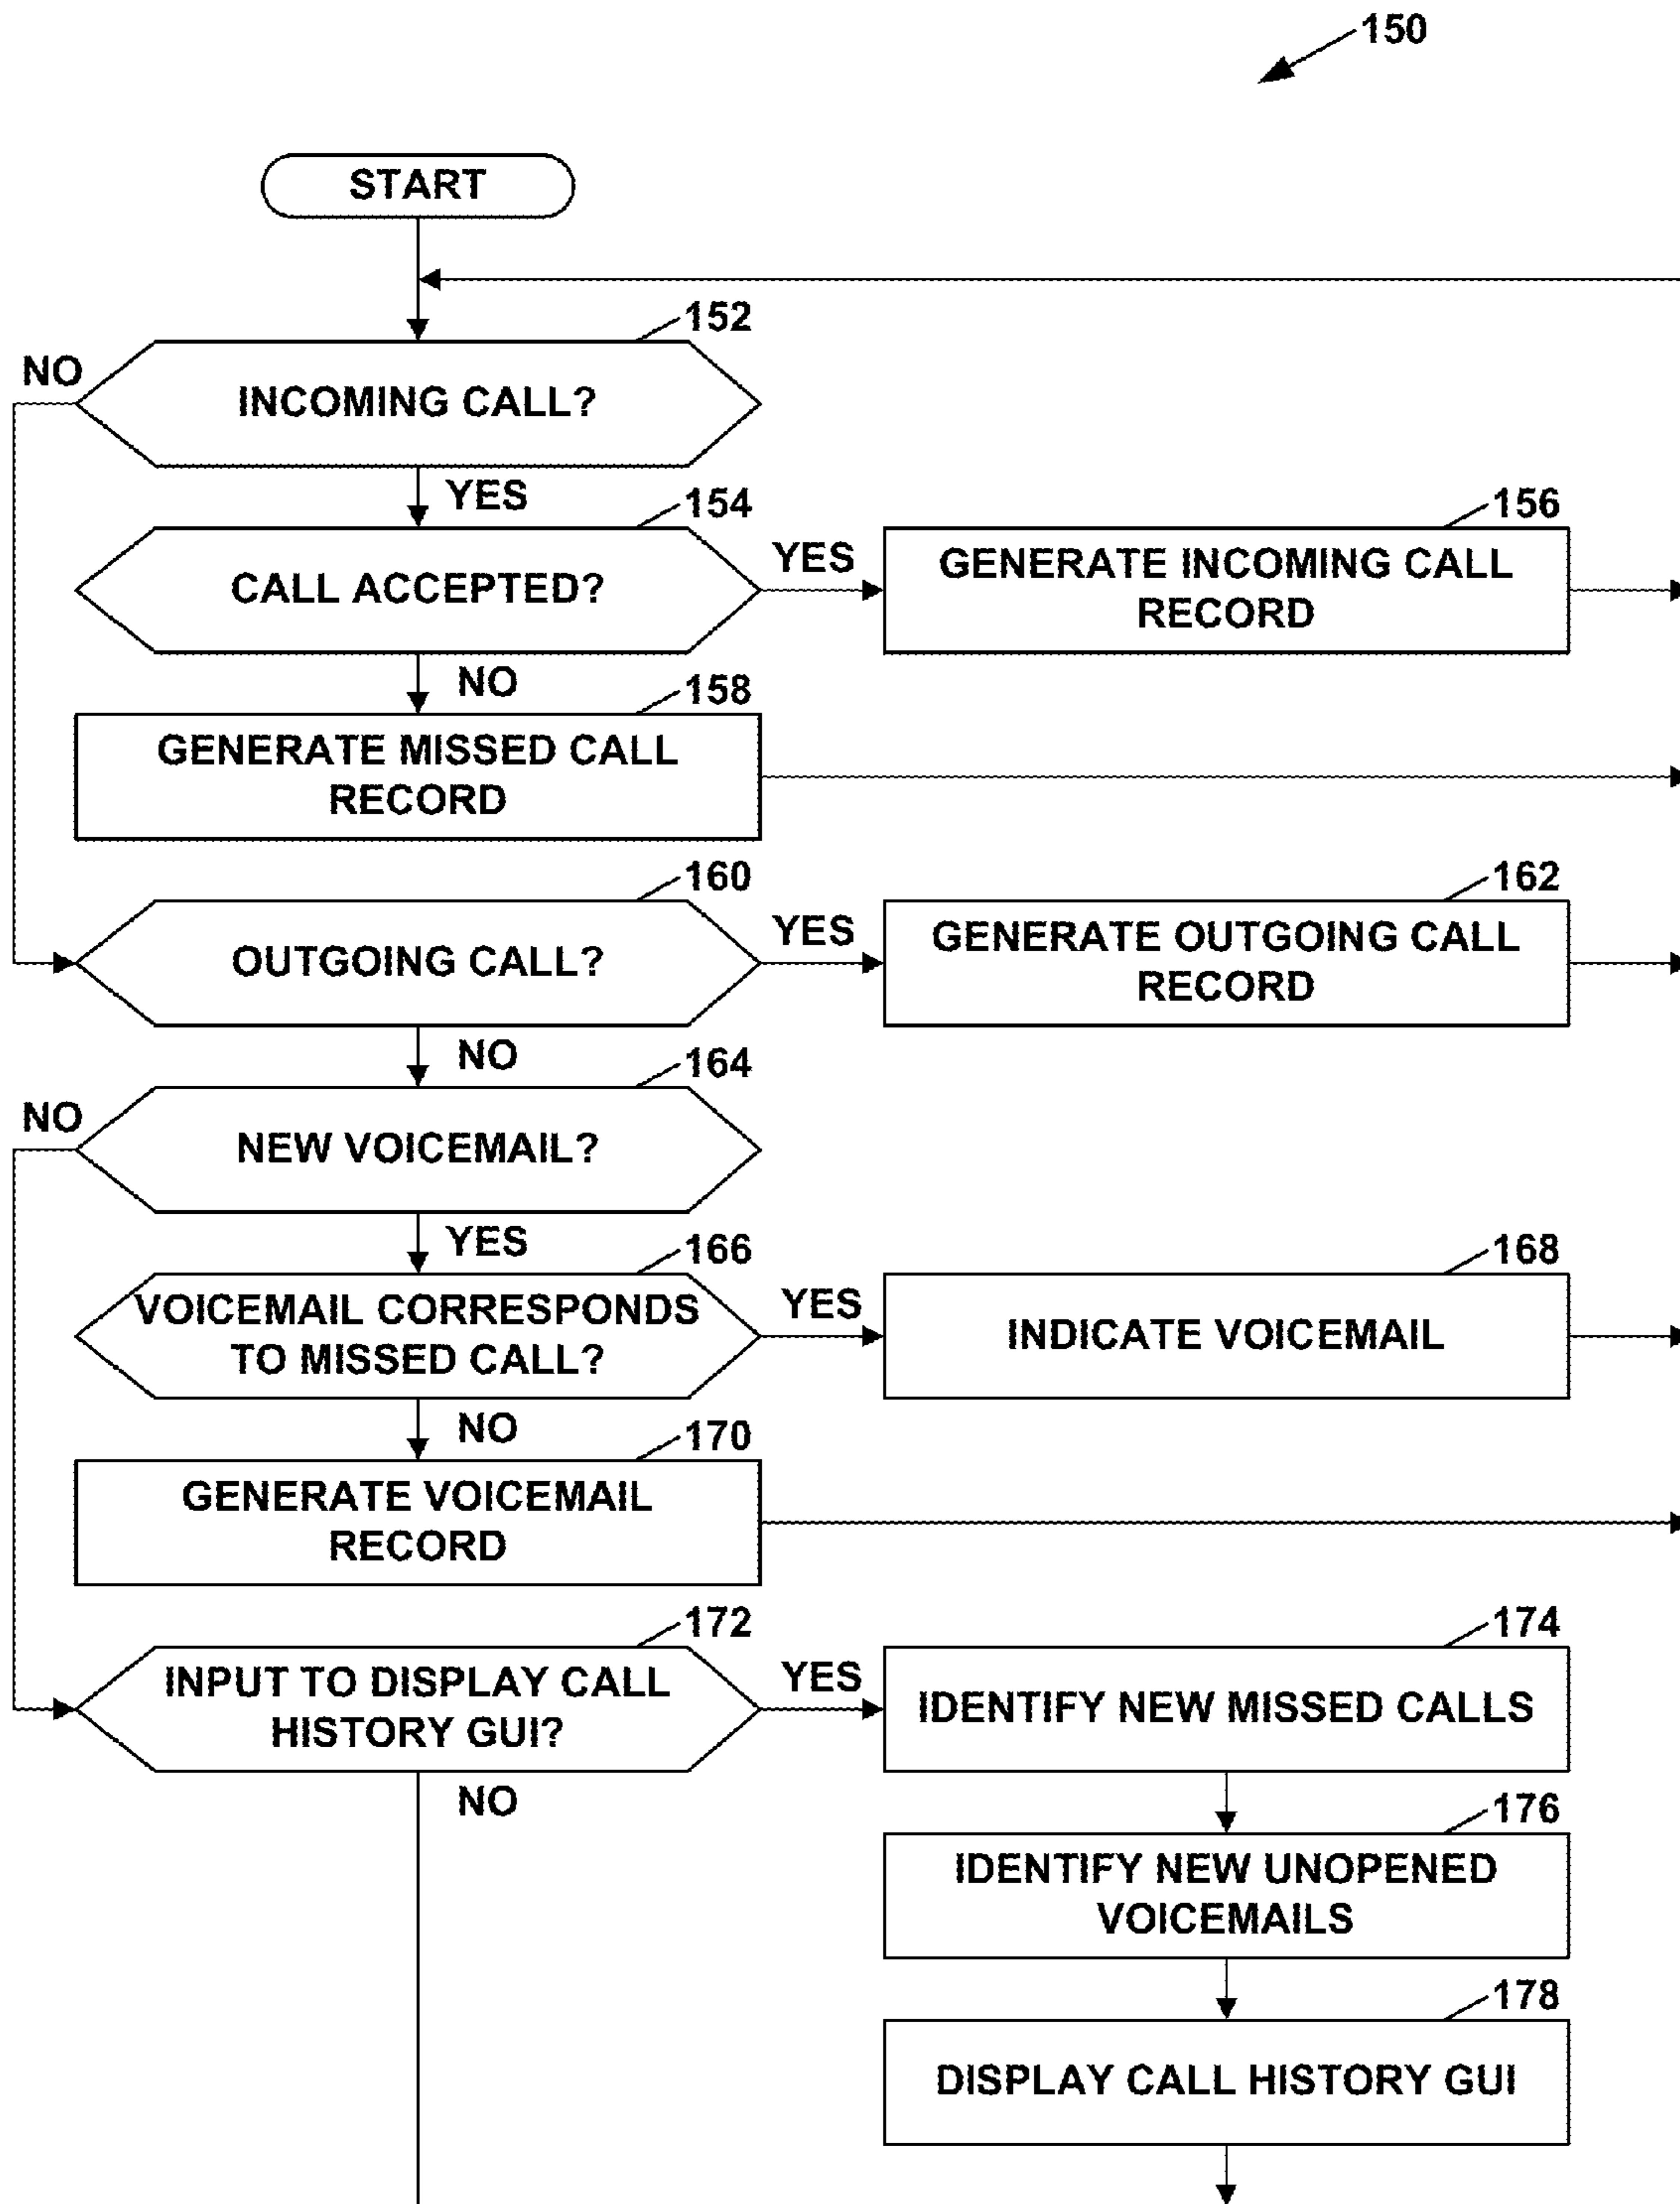 150
START
152
NO
INCOMING CALL?
YES
154
156
CALL ACCEPTED?
YES
GENERATE INCOMING CALL
RECORD
NO
158
GENERATE MISSED CALL
RECORD
160
162
OUTGOING CALL?
YES
GENERATE OUTGOING CALL
RECORD
NO
164
NO
NEW VOICEMAIL?
YES
166
168
VOICEMAIL CORRESPONDS
TO MISSED CALL?
YES
INDICATE VOICEMAIL
NO
170
GENERATE VOICEMAIL
RECORD
172
174
INPUT TO DISPLAY CALL
HISTORY GUI?
YES
IDENTIFY NEW MISSED CALLS
NO
176
IDENTIFY NEW UNOPENED
VOICEMAILS
178
DISPLAY CALL HISTORY GUI